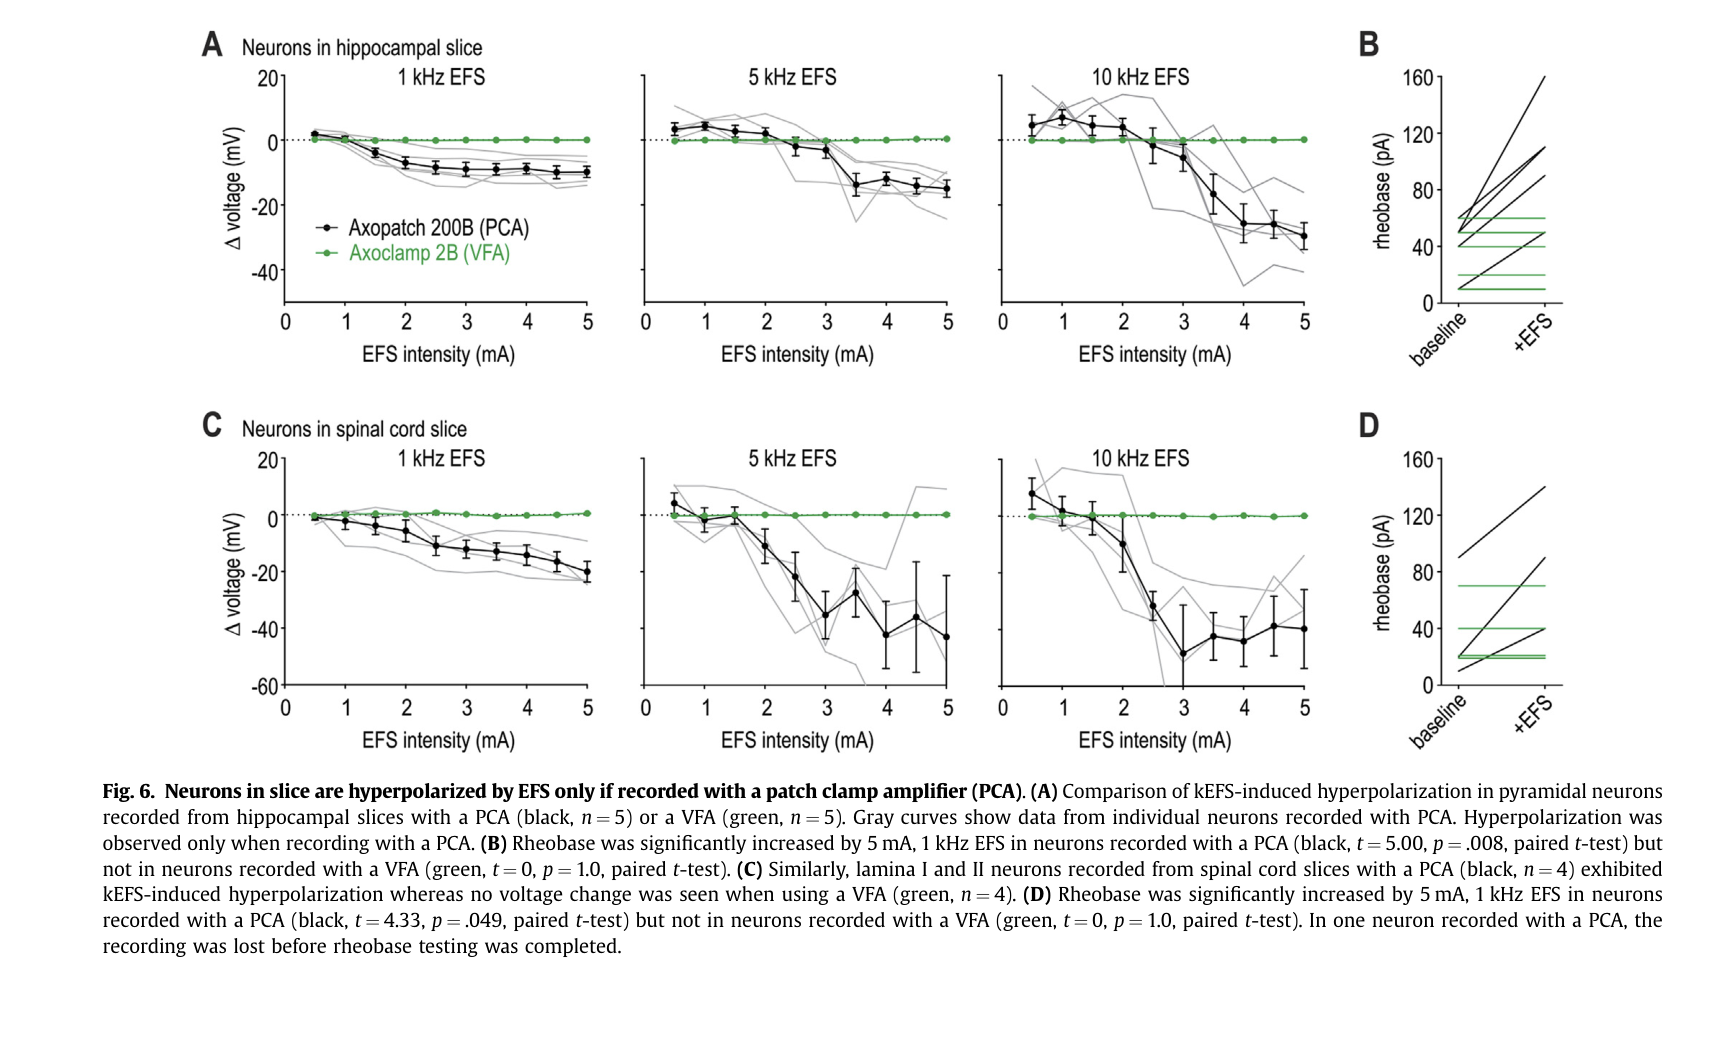 A Neurons in hippocampal slice
B
1 kHz EFS
5 kHz EFS
10 kHz EFS
20
0
-20
-40
Δ voltage (mV)
Axopatch 200B (PCA)
Axoclamp 2B (VFA)
0 1 2 3 4 5
0 1 2 3 4 5
0 1 2 3 4 5
EFS intensity (mA)
EFS intensity (mA)
EFS intensity (mA)
160
120
80
40
0
rheobase (pA)
baseline
+EFS
C Neurons in spinal cord slice
D
1 kHz EFS
5 kHz EFS
10 kHz EFS
20
0
-20
-40
-60
Δ voltage (mV)
0 1 2 3 4 5
0 1 2 3 4 5
0 1 2 3 4 5
EFS intensity (mA)
EFS intensity (mA)
EFS intensity (mA)
160
120
80
40
0
rheobase (pA)
baseline
+EFS
Fig. 6. Neurons in slice are hyperpolarized by EFS only if recorded with a patch clamp amplifier (PCA). (A) Comparison of kEFS-induced hyperpolarization in pyramidal neurons
recorded from hippocampal slices with a PCA (black, n = 5) or a VFA (green, n = 5). Gray curves show data from individual neurons recorded with PCA. Hyperpolarization was
observed only when recording with a PCA. (B) Rheobase was significantly increased by 5 mA, 1 kHz EFS in neurons recorded with a PCA (black, t = 5.00, p = .008, paired t-test) but
not in neurons recorded with a VFA (green, t = 0, p = 1.0, paired t-test). (C) Similarly, lamina I and II neurons recorded from spinal cord slices with a PCA (black, n = 4) exhibited
kEFS-induced hyperpolarization whereas no voltage change was seen when using a VFA (green, n = 4). (D) Rheobase was significantly increased by 5 mA, 1 kHz EFS in neurons
recorded with a PCA (black, t = 4.33, p = .049, paired t-test) but not in neurons recorded with a VFA (green, t = 0, p = 1.0, paired t-test). In one neuron recorded with a PCA, the
recording was lost before rheobase testing was completed.